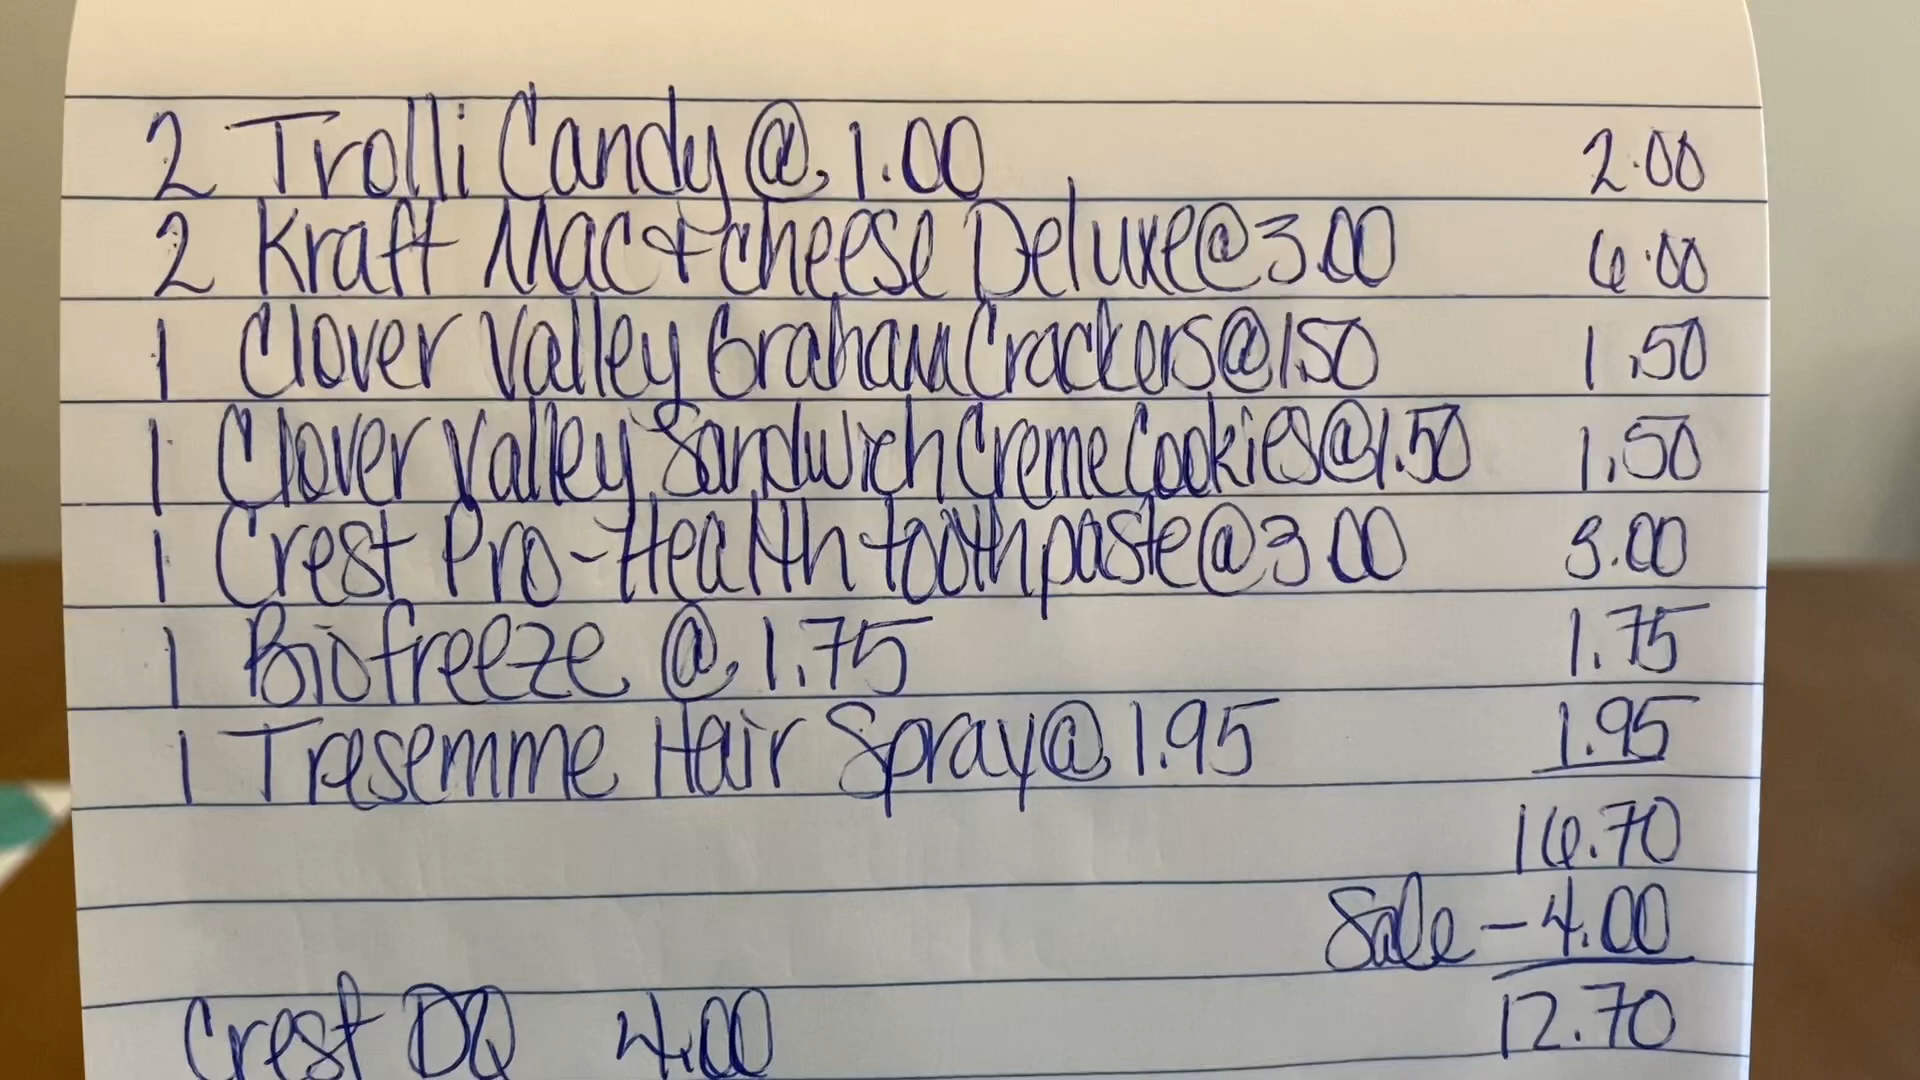 2 Trolli Candy @ 1.00 2.00
2 Kraft Mac + cheese Deluxe @ 3.00 6.00
1 Clover Valley Graham Crackers @ 1.50 1.50
1 Clover Valley Sandwich Creme Cookies @ 1.50 1.50
1 Crest Pro-Health toothpaste @ 3.00 3.00
1 Biofreeze @ 1.75 1.75
1 Tresemme Hair Spray @ 1.95 1.95
16.70
Sale - 4.00
Crest DQ 4.00 12.70